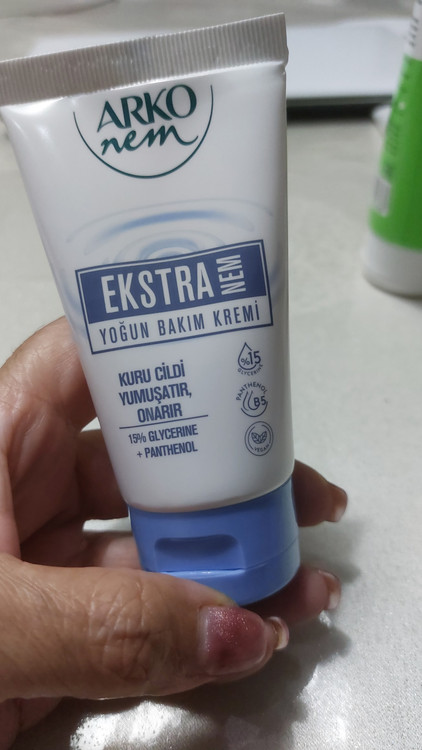 ARKO
nem
EKSTRA NEM
YOĞUN BAKIM KREMİ
KURU CİLDİ
YUMUŞATIR,
ONARIR
15% GLYCERINE
+ PANTHENOL
%15
GLYCERINE
PANTHENOL
B5
VEGAN